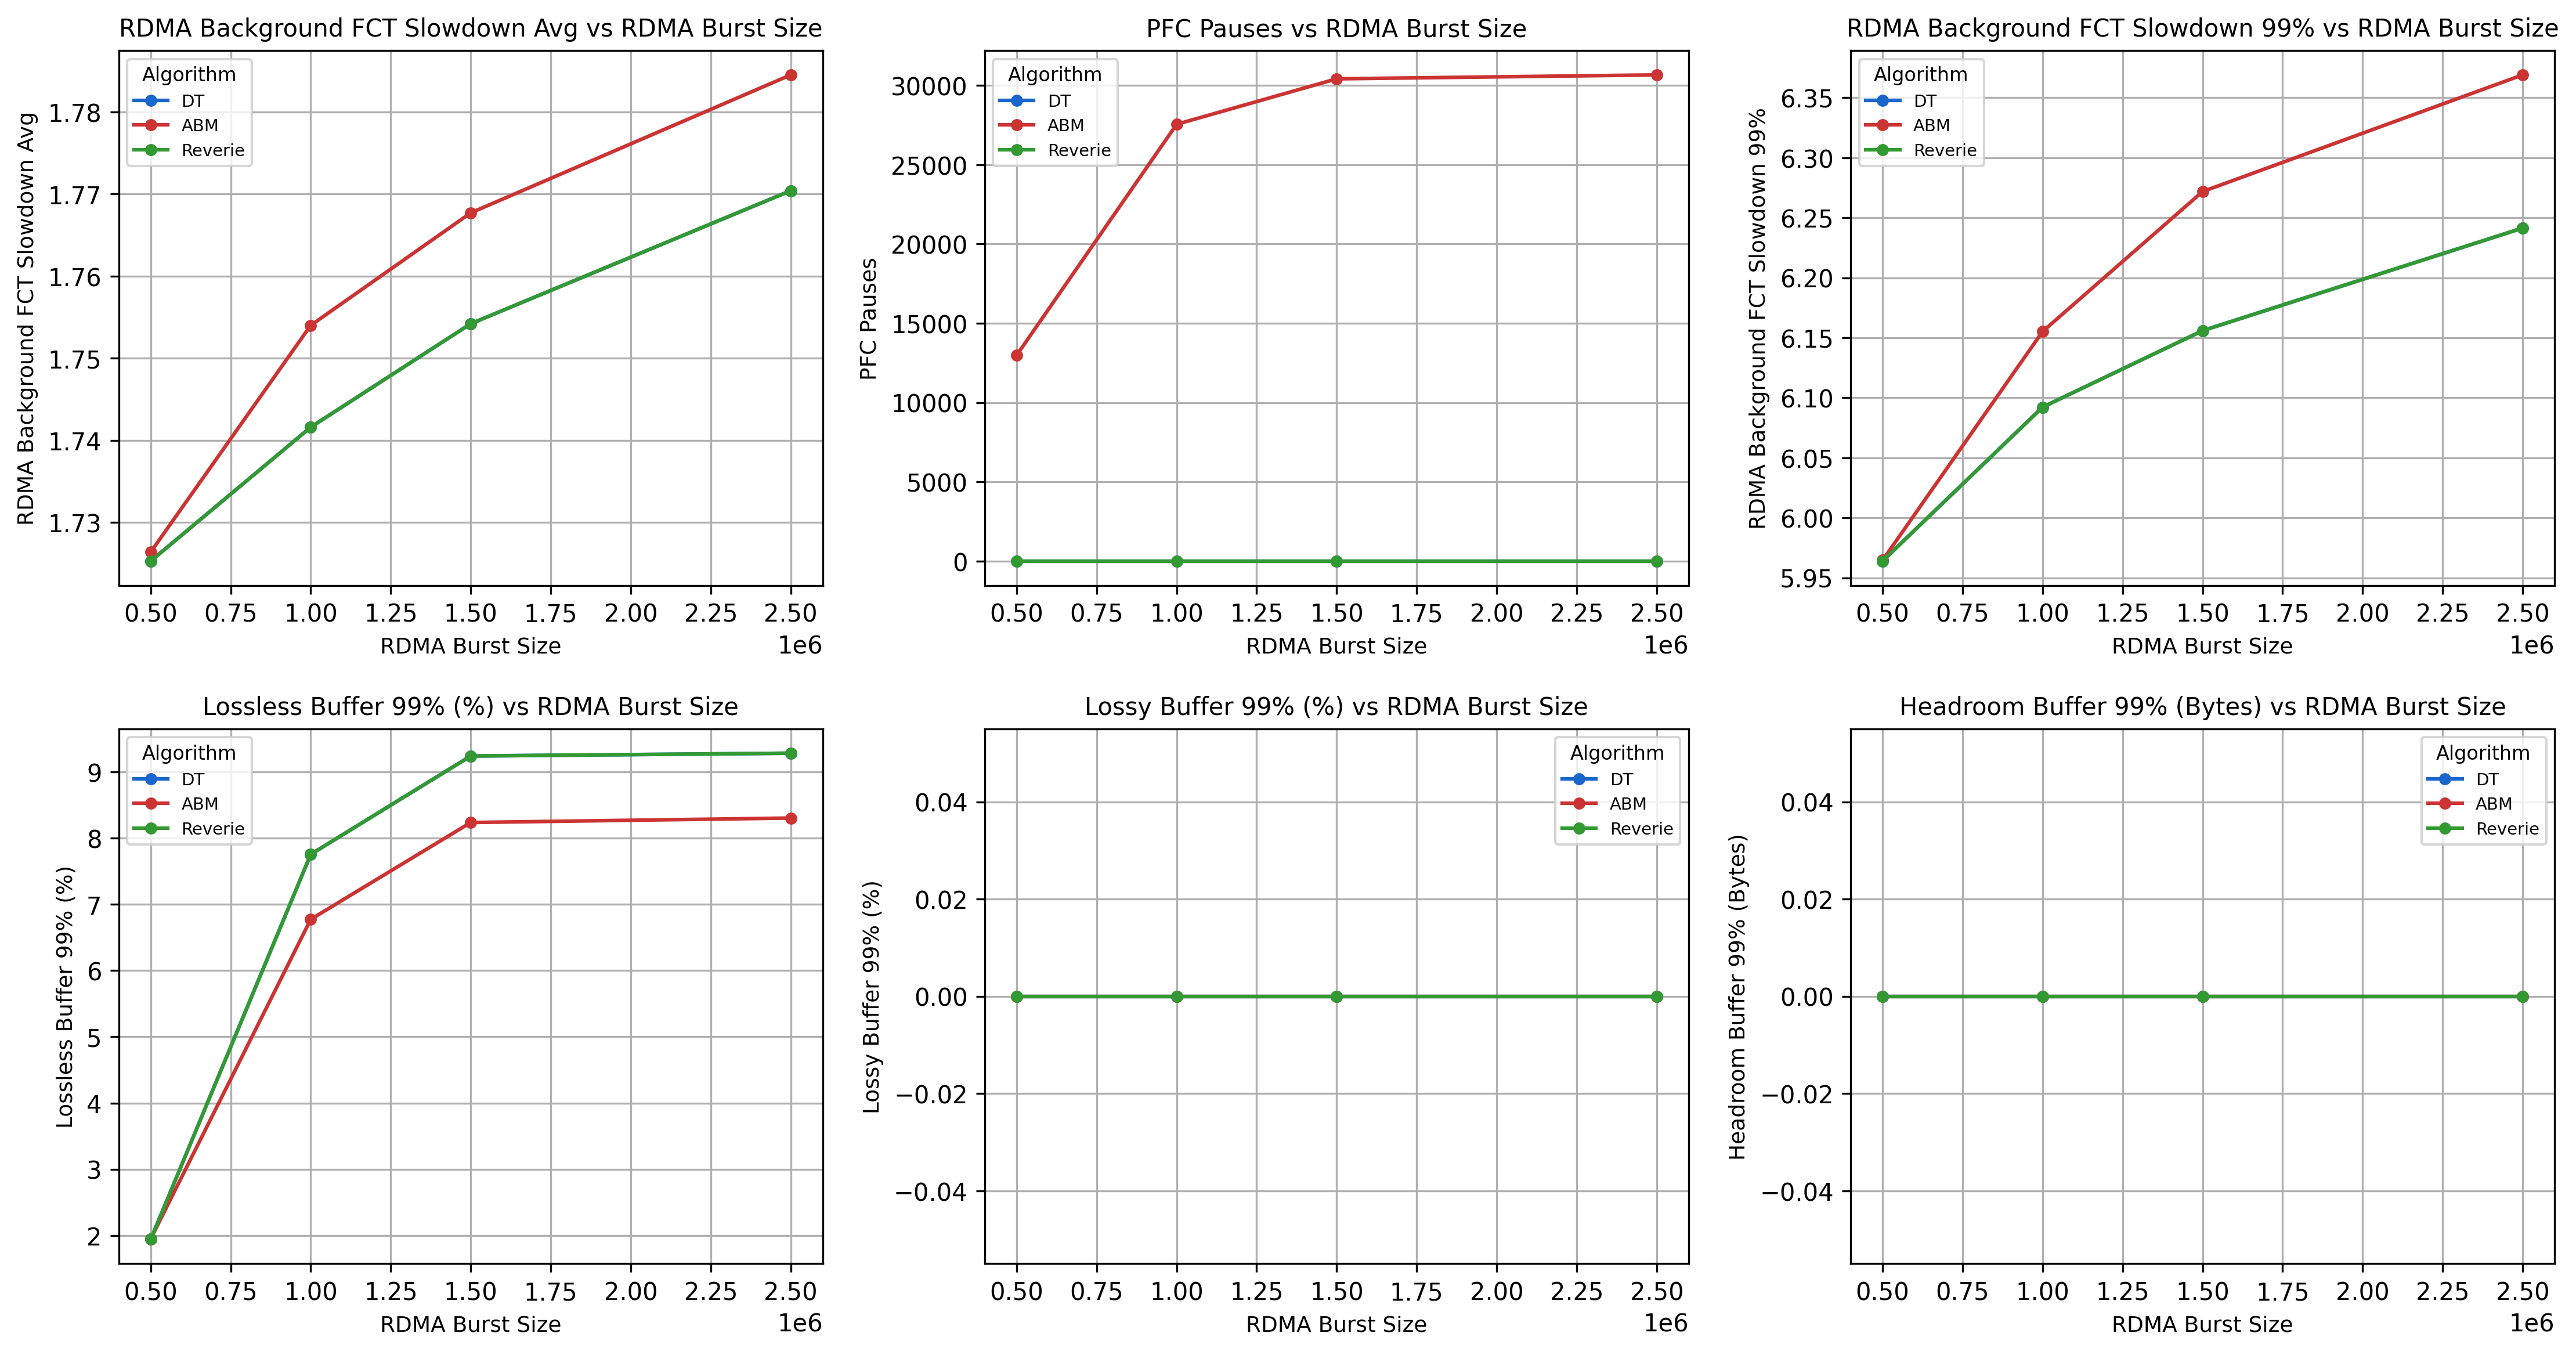 RDMA Background FCT Slowdown Avg vs RDMA Burst Size
RDMA Background FCT Slowdown Avg
1.78
1.77
1.76
1.75
1.74
1.73
Algorithm
DT
ABM
Reverie
0.50 0.75 1.00 1.25 1.50 1.75 2.00 2.25 2.50
RDMA Burst Size
1e6
PFC Pauses vs RDMA Burst Size
PFC Pauses
30000
25000
20000
15000
10000
5000
0
Algorithm
DT
ABM
Reverie
0.50 0.75 1.00 1.25 1.50 1.75 2.00 2.25 2.50
RDMA Burst Size
1e6
RDMA Background FCT Slowdown 99% vs RDMA Burst Size
RDMA Background FCT Slowdown 99%
6.35
6.30
6.25
6.20
6.15
6.10
6.05
6.00
5.95
Algorithm
DT
ABM
Reverie
0.50 0.75 1.00 1.25 1.50 1.75 2.00 2.25 2.50
RDMA Burst Size
1e6
Lossless Buffer 99% (%) vs RDMA Burst Size
Lossless Buffer 99% (%)
9
8
7
6
5
4
3
2
Algorithm
DT
ABM
Reverie
0.50 0.75 1.00 1.25 1.50 1.75 2.00 2.25 2.50
RDMA Burst Size
1e6
Lossy Buffer 99% (%) vs RDMA Burst Size
Lossy Buffer 99% (%)
0.04
0.02
0.00
−0.02
−0.04
Algorithm
DT
ABM
Reverie
0.50 0.75 1.00 1.25 1.50 1.75 2.00 2.25 2.50
RDMA Burst Size
1e6
Headroom Buffer 99% (Bytes) vs RDMA Burst Size
Headroom Buffer 99% (Bytes)
0.04
0.02
0.00
−0.02
−0.04
Algorithm
DT
ABM
Reverie
0.50 0.75 1.00 1.25 1.50 1.75 2.00 2.25 2.50
RDMA Burst Size
1e6